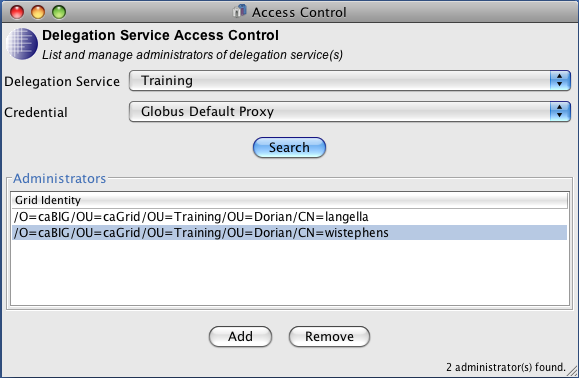 Access Control
Delegation Service Access Control
List and manage administrators of delegation service(s)
Delegation Service Training
Credential Globus Default Proxy
Search
Administrators
Grid Identity
/O=caBIG/OU=caGrid/OU=Training/OU=Dorian/CN=langella
/O=caBIG/OU=caGrid/OU=Training/OU=Dorian/CN=wistephens
Add Remove
2 administrator(s) found.